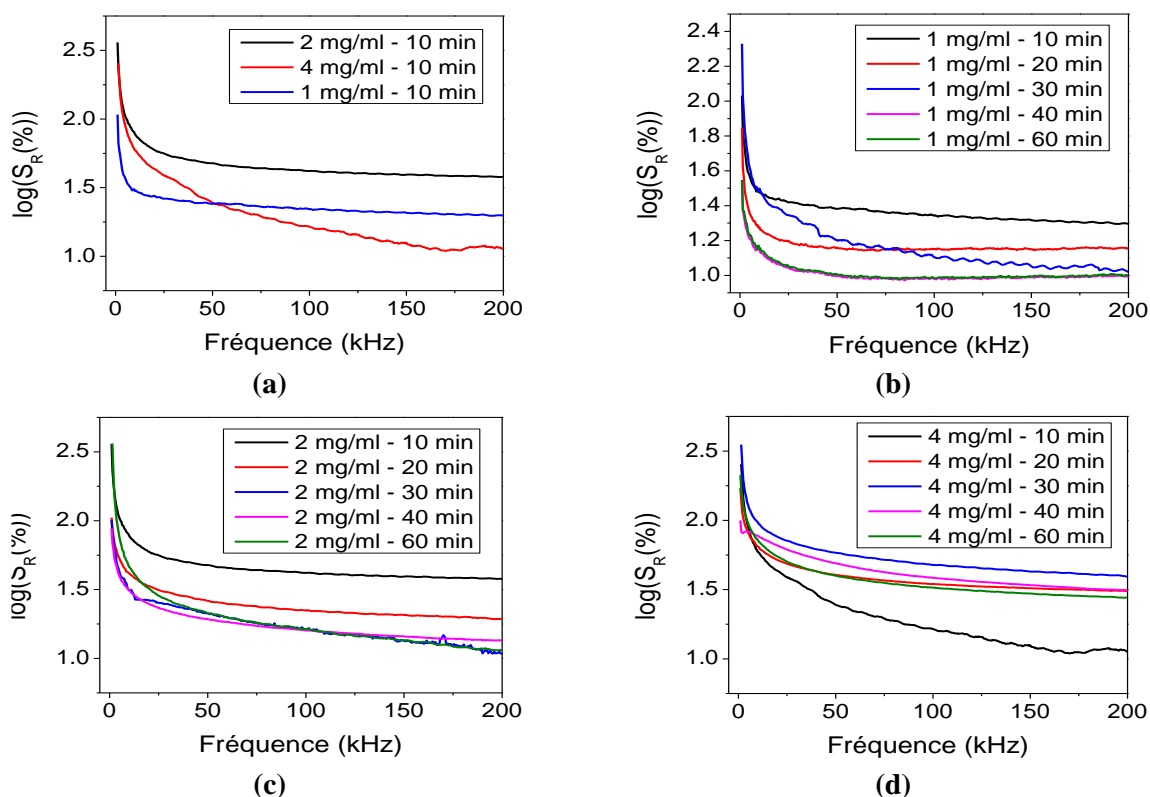 2 mg/ml - 10 min
4 mg/ml - 10 min
1 mg/ml - 10 min
log(S_R(%))
2.5
2.0
1.5
1.0
0 50 100 150 200
Fréquence (kHz)
(a)
1 mg/ml - 10 min
1 mg/ml - 20 min
1 mg/ml - 30 min
1 mg/ml - 40 min
1 mg/ml - 60 min
log(S_R(%))
2.4
2.2
2.0
1.8
1.6
1.4
1.2
1.0
0 50 100 150 200
Fréquence (kHz)
(b)
2 mg/ml - 10 min
2 mg/ml - 20 min
2 mg/ml - 30 min
2 mg/ml - 40 min
2 mg/ml - 60 min
log(S_R(%))
2.5
2.0
1.5
1.0
0 50 100 150 200
Fréquence (kHz)
(c)
4 mg/ml - 10 min
4 mg/ml - 20 min
4 mg/ml - 30 min
4 mg/ml - 40 min
4 mg/ml - 60 min
log(S_R(%))
2.5
2.0
1.5
1.0
0 50 100 150 200
Fréquence (kHz)
(d)